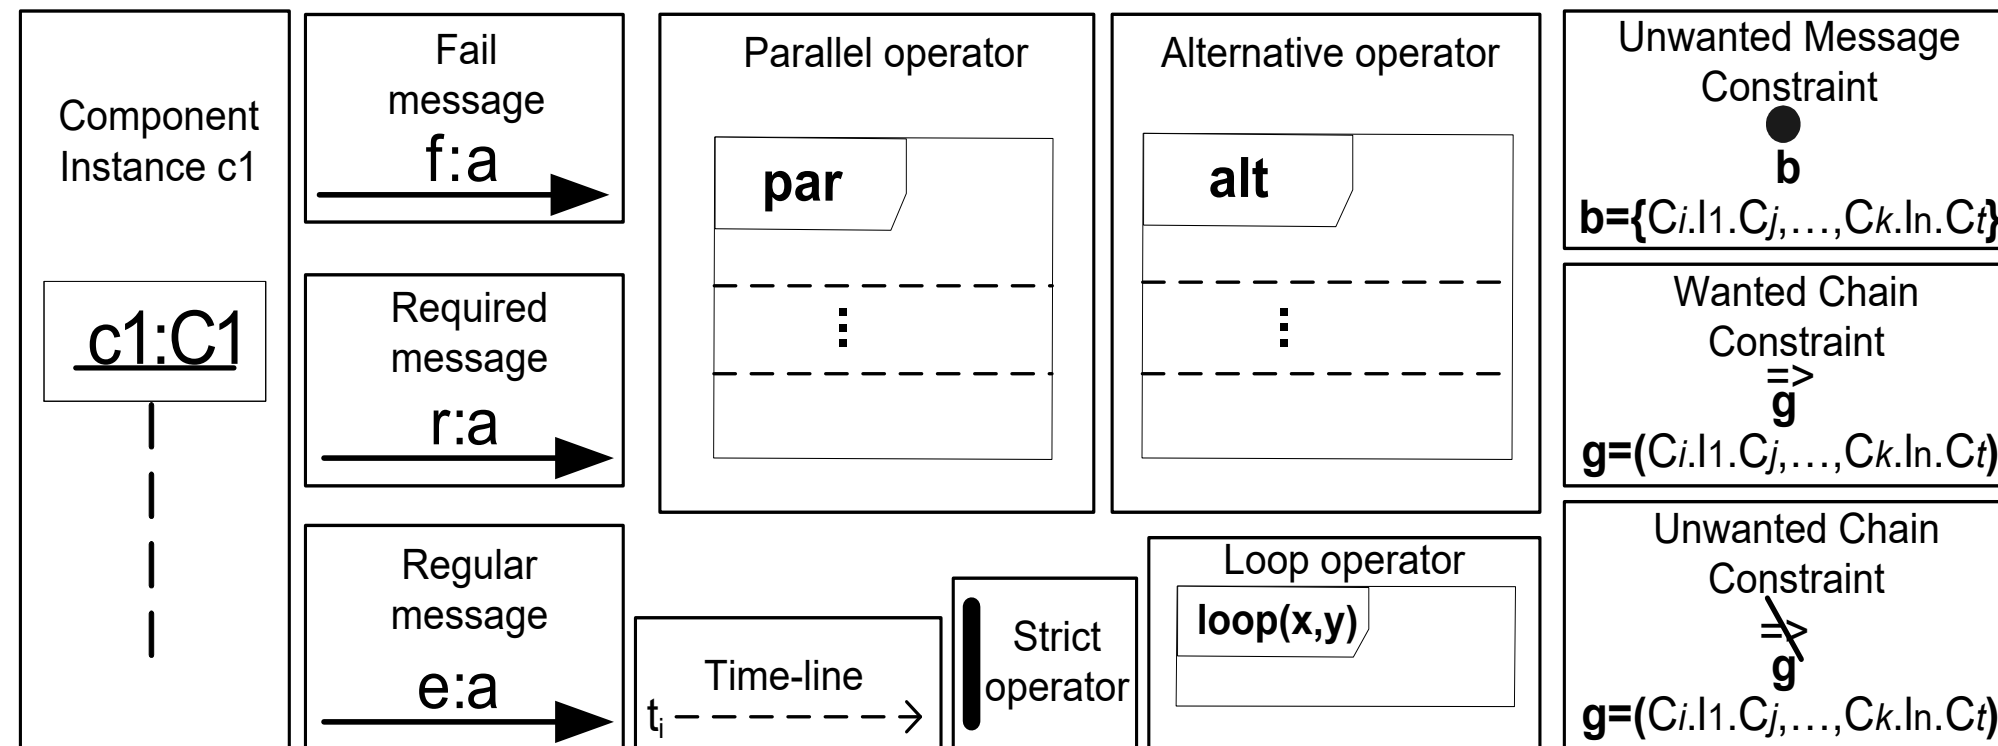 Component
Instance c1
c1:C1
Fail
message
f:a
Required
message
r:a
Regular
message
e:a
Parallel operator
par
Alternative operator
alt
Time-line
ti
Strict
operator
Loop operator
loop(x,y)
Unwanted Message
Constraint
b
b={Ci.I1.Cj,...,Ck.In.Ct}
Wanted Chain
Constraint
=>
g
g=(Ci.I1.Cj,...,Ck.In.Ct)
Unwanted Chain
Constraint
=>
g
g=(Ci.I1.Cj,...,Ck.In.Ct)